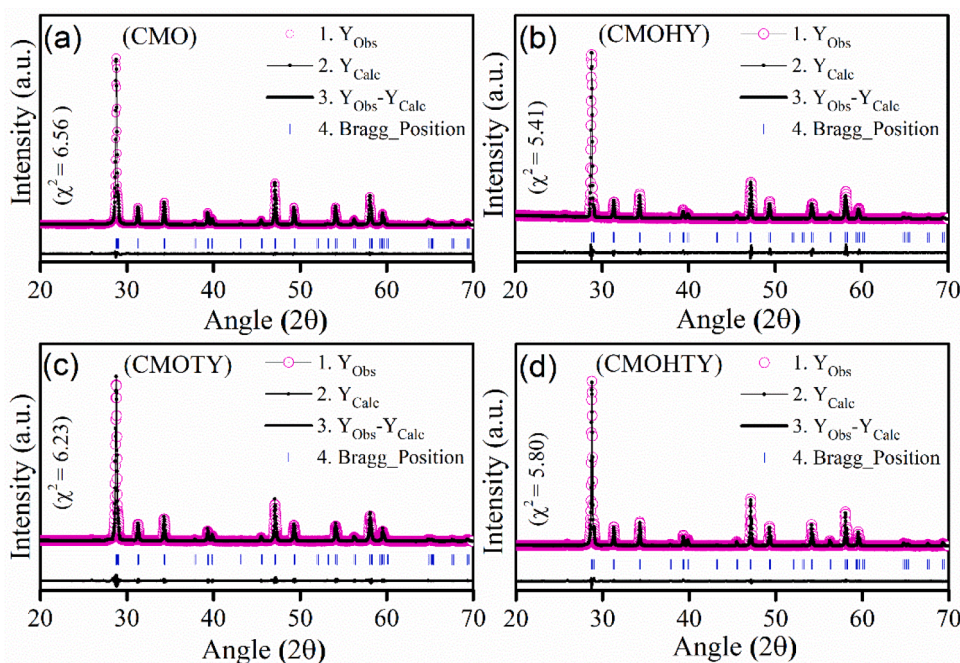 (a)
(CMO)
1. Y_Obs
2. Y_Calc
3. Y_Obs-Y_Calc
4. Bragg_Position
(χ² = 6.56)
Intensity (a.u.)
20 30 40 50 60 70
Angle (2θ)
(b)
(CMOHY)
1. Y_Obs
2. Y_Calc
3. Y_Obs-Y_Calc
4. Bragg_Position
(χ² = 5.41)
Intensity (a.u.)
20 30 40 50 60 70
Angle (2θ)
(c)
(CMOTY)
1. Y_Obs
2. Y_Calc
3. Y_Obs-Y_Calc
4. Bragg_Position
(χ² = 6.23)
Intensity (a.u.)
20 30 40 50 60 70
Angle (2θ)
(d)
(CMOHTY)
1. Y_Obs
2. Y_Calc
3. Y_Obs-Y_Calc
4. Bragg_Position
(χ² = 5.80)
Intensity (a.u.)
20 30 40 50 60 70
Angle (2θ)